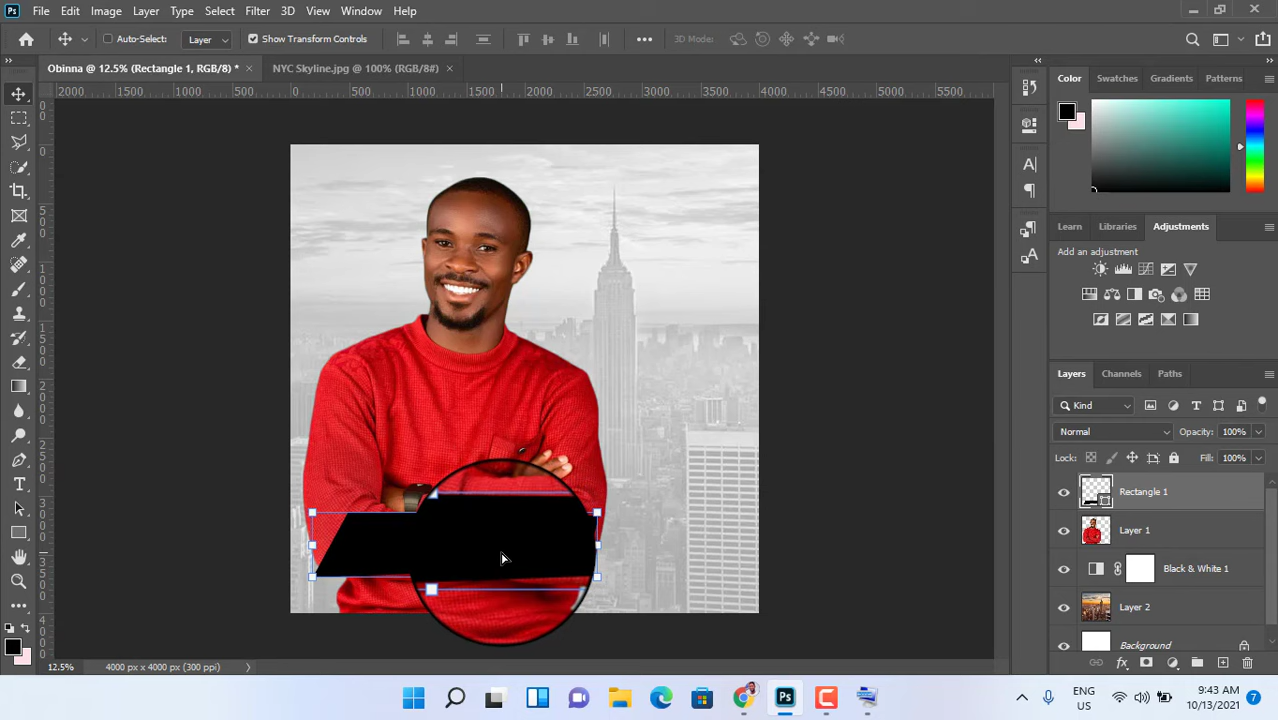 Ps File Edit Image Layer Type Select Filter 3D View Window Help
Auto-Select: Layer Show Transform Controls 3D Mode:
Obinna @ 12.5% (Rectangle 1, RGB/8) * × NYC Skyline.jpg @ 100% (RGB/8#) ×
2000 1500 1000 500 0 500 1000 1500 2000 2500 3000 3500 4000 4500 5000 5500
Color Swatches Gradients Patterns
Learn Libraries Adjustments
Add an adjustment
Layers Channels Paths
Kind
Normal Opacity: 100%
Lock: Fill: 100%
Rectangle 1
Layer 1
Black & White 1
Layer 2
Background
12.5% 4000 px x 4000 px (300 ppi)
ENG
US
9:43 AM
10/13/2021
7